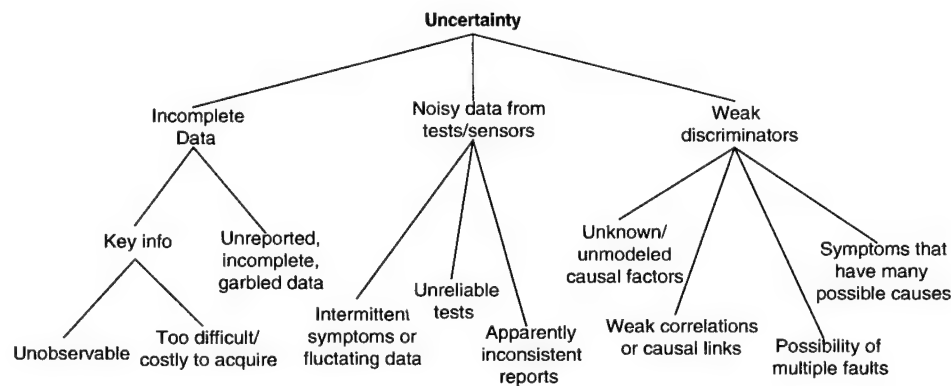 Uncertainty
Incomplete
Data
Noisy data from
tests/sensors
Weak
discriminators
Key info
Unreported,
incomplete,
garbled data
Unobservable
Too difficult/
costly to acquire
Intermittent
symptoms or
fluctating data
Unreliable
tests
Apparently
inconsistent
reports
Unknown/
unmodeled
causal factors
Weak correlations
or causal links
Possibility of
multiple faults
Symptoms that
have many
possible causes